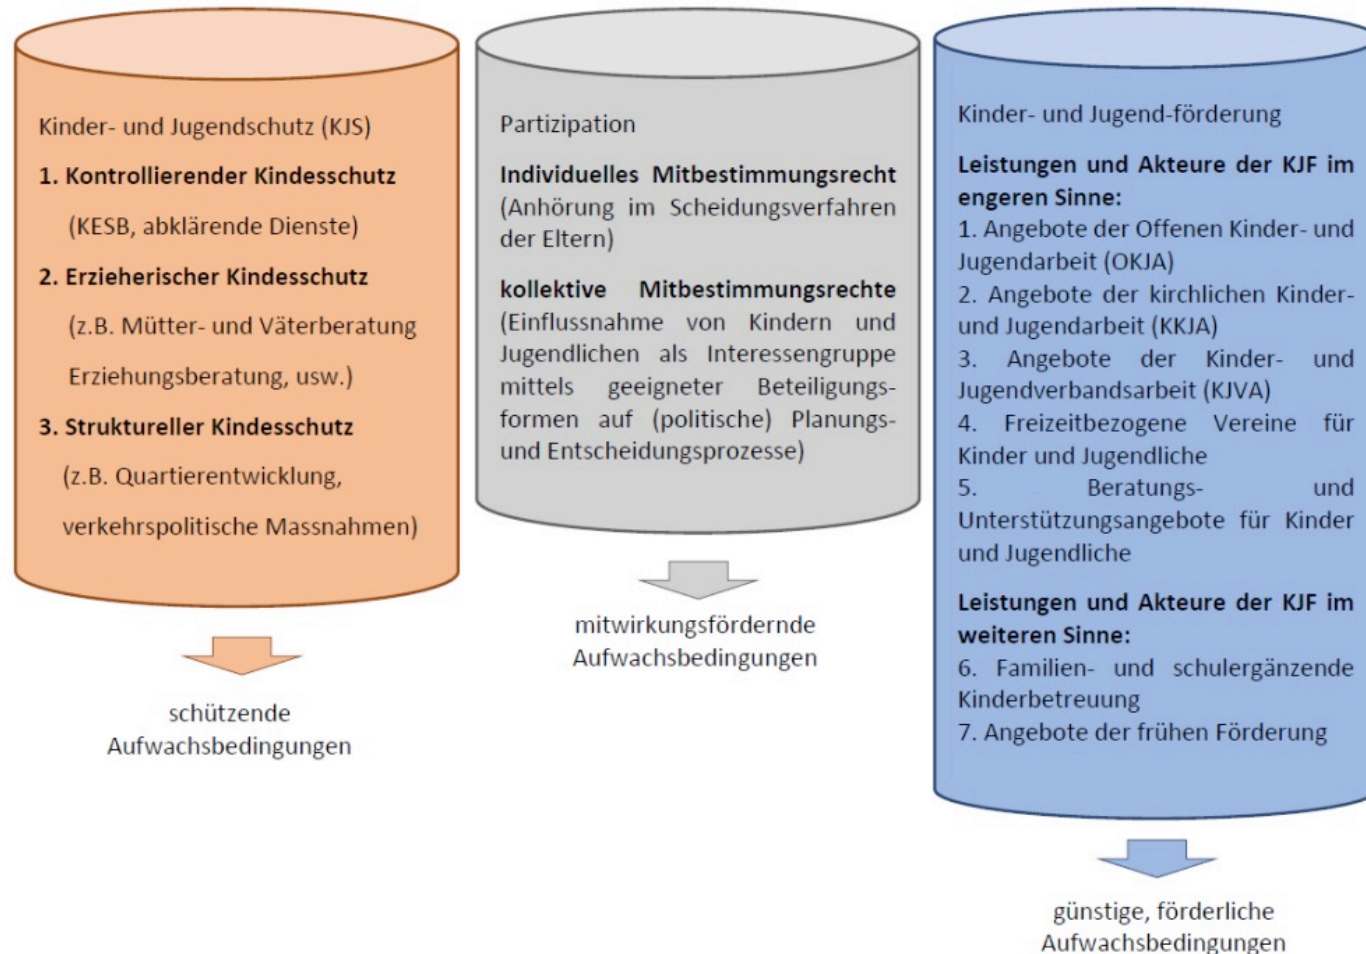 Kinder- und Jugendschutz (KJS)
1. Kontrollierender Kindesschutz
(KESB, abklärende Dienste)
2. Erzieherischer Kindesschutz
(z.B. Mütter- und Väterberatung
Erziehungsberatung, usw.)
3. Struktureller Kindesschutz
(z.B. Quartierentwicklung,
verkehrspolitische Massnahmen)
schützende
Aufwachsbedingungen
Partizipation
Individuelles Mitbestimmungsrecht
(Anhörung im Scheidungsverfahren
der Eltern)
kollektive Mitbestimmungsrechte
(Einflussnahme von Kindern und
Jugendlichen als Interessengruppe
mittels geeigneter Beteiligungs-
formen auf (politische) Planungs-
und Entscheidungsprozesse)
mitwirkungsfördernde
Aufwachsbedingungen
Kinder- und Jugend-förderung
Leistungen und Akteure der KJF im
engeren Sinne:
1. Angebote der Offenen Kinder- und
Jugendarbeit (OKJA)
2. Angebote der kirchlichen Kinder-
und Jugendarbeit (KKJA)
3. Angebote der Kinder- und
Jugendverbandsarbeit (KJVA)
4. Freizeitbezogene Vereine für
Kinder und Jugendliche
5. Beratungs- und
Unterstützungsangebote für Kinder
und Jugendliche
Leistungen und Akteure der KJF im
weiteren Sinne:
6. Familien- und schulergänzende
Kinderbetreuung
7. Angebote der frühen Förderung
günstige, förderliche
Aufwachsbedingungen